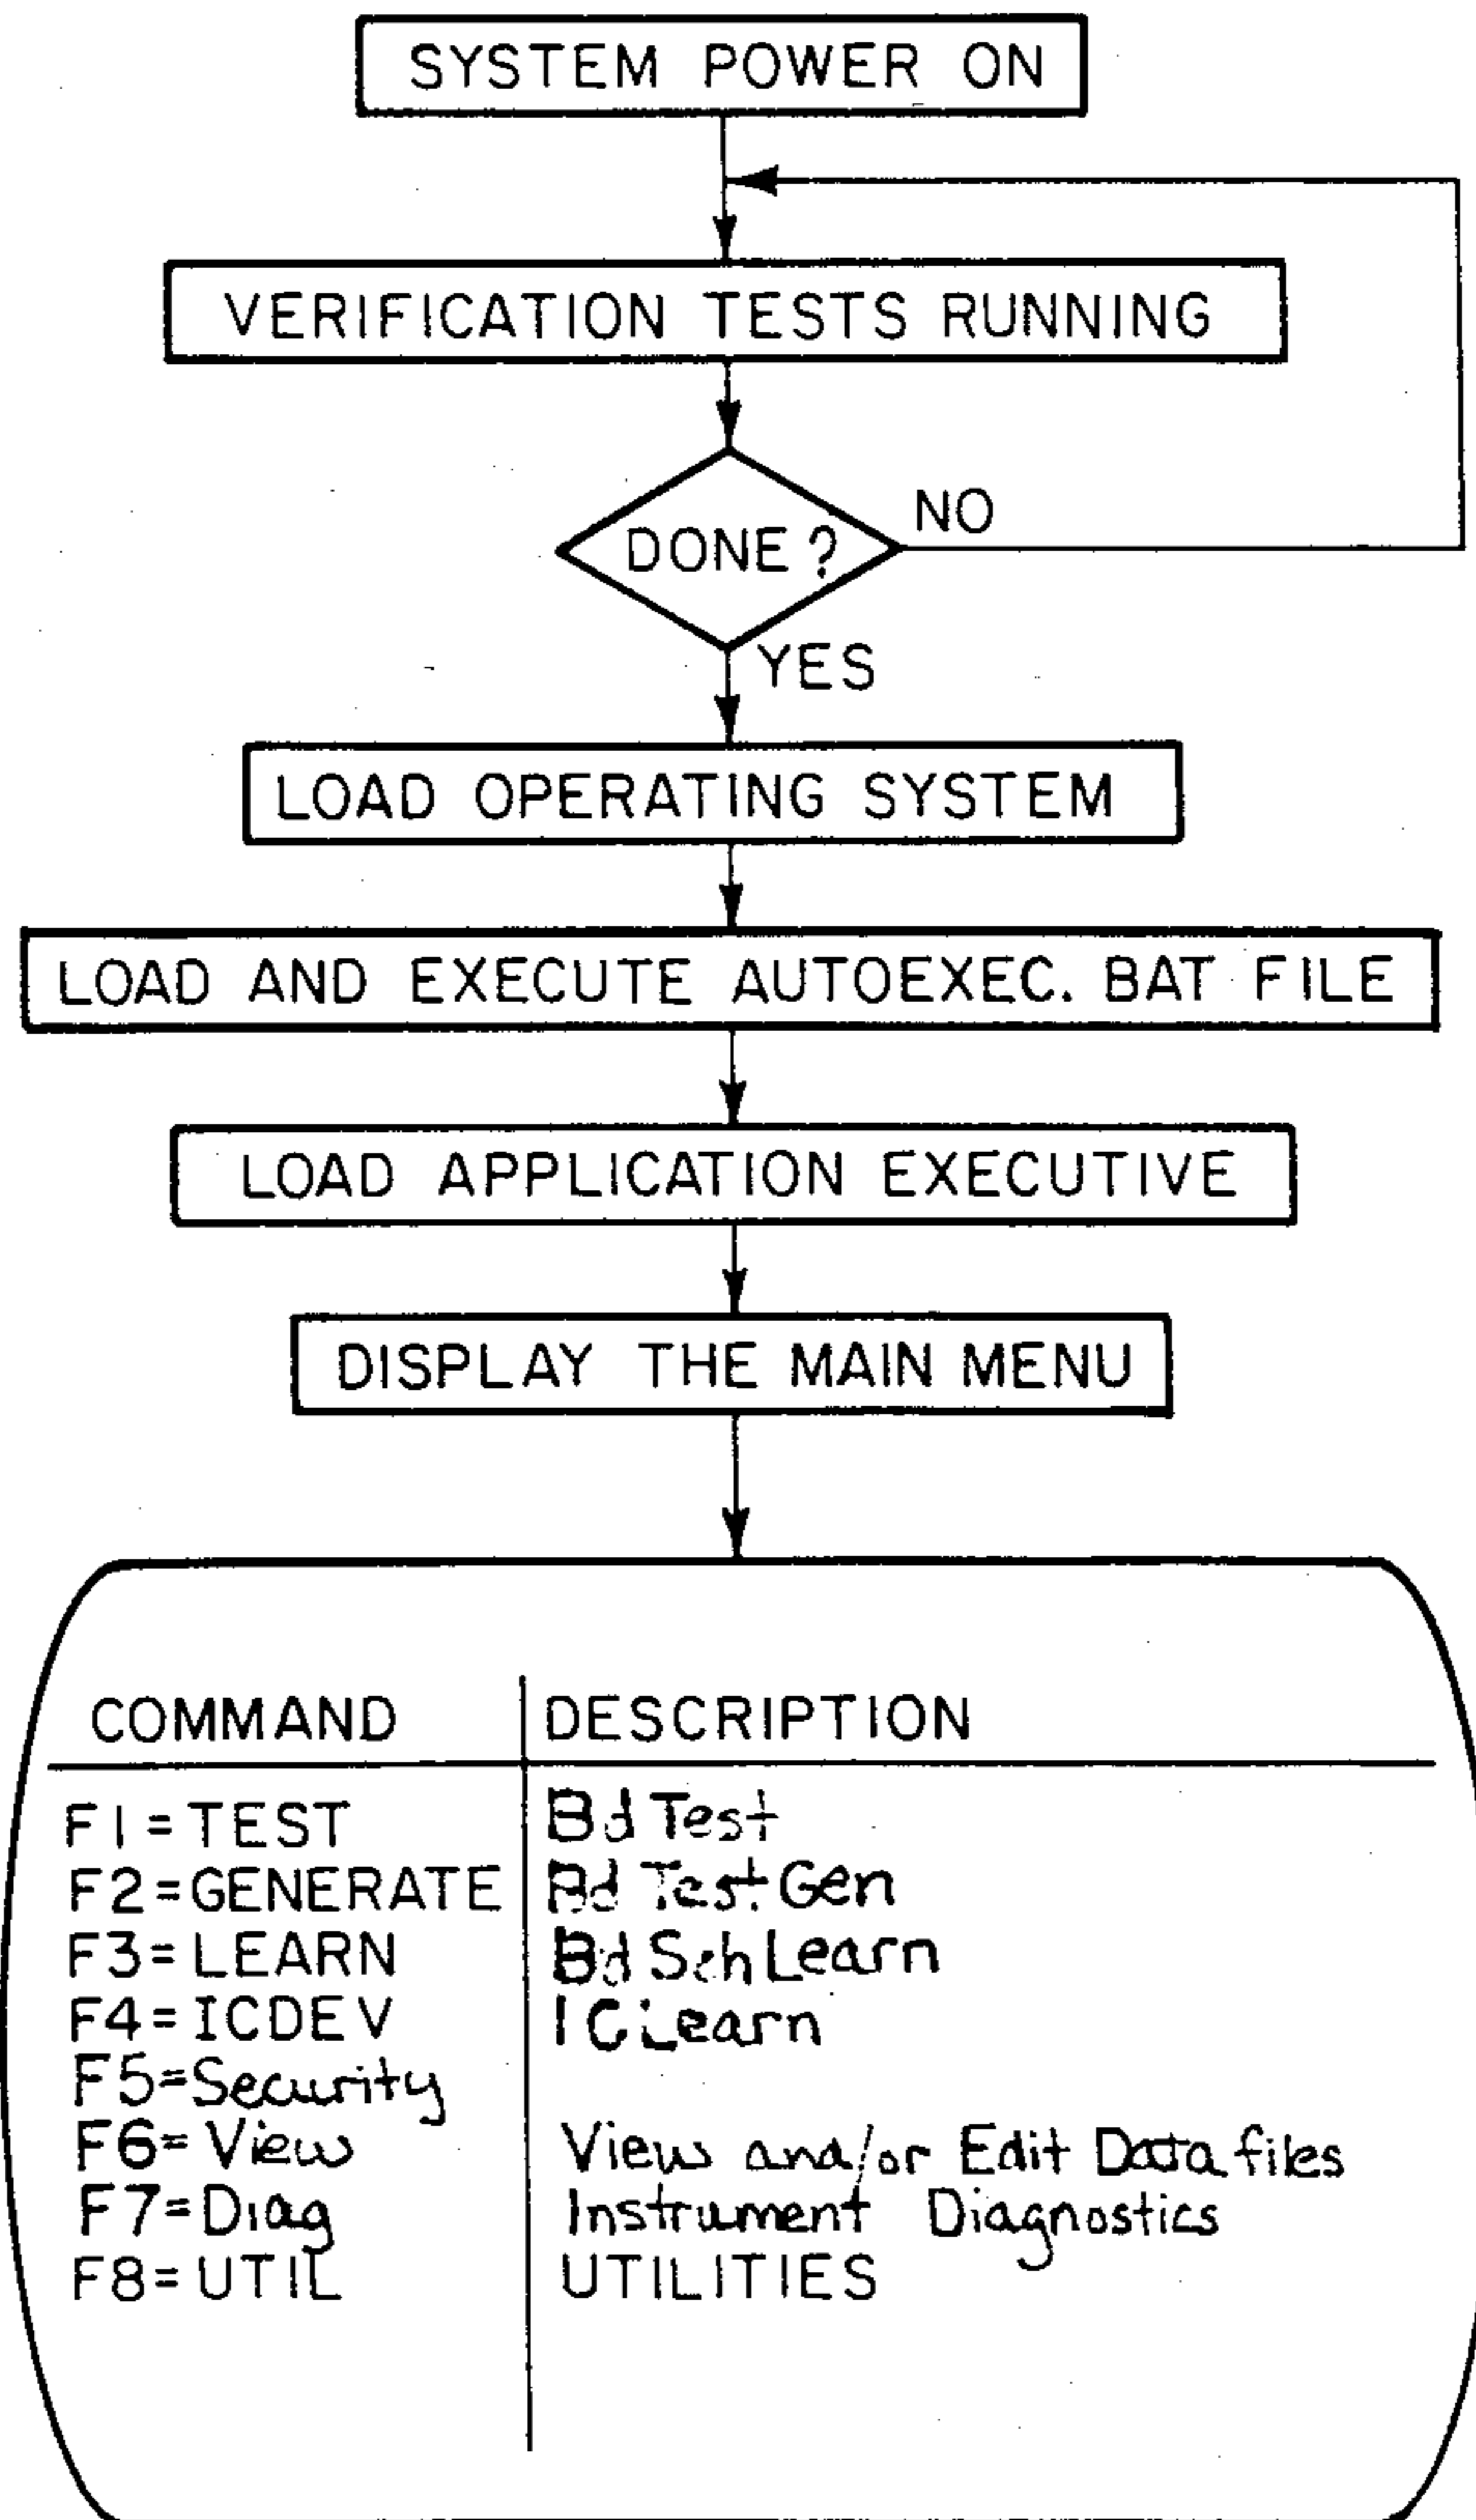 SYSTEM POWER ON
VERIFICATION TESTS RUNNING
DONE?
NO
YES
LOAD OPERATING SYSTEM
LOAD AND EXECUTE AUTOEXEC. BAT FILE
LOAD APPLICATION EXECUTIVE
DISPLAY THE MAIN MENU
COMMAND DESCRIPTION
F1=TEST Bd Test
F2=GENERATE Bd Test Gen
F3=LEARN Bd Sch Learn
F4=ICDEV IC Learn
F5=Security
F6=View View and/or Edit Data files
F7=Diag Instrument Diagnostics
F8=UTIL UTILITIES